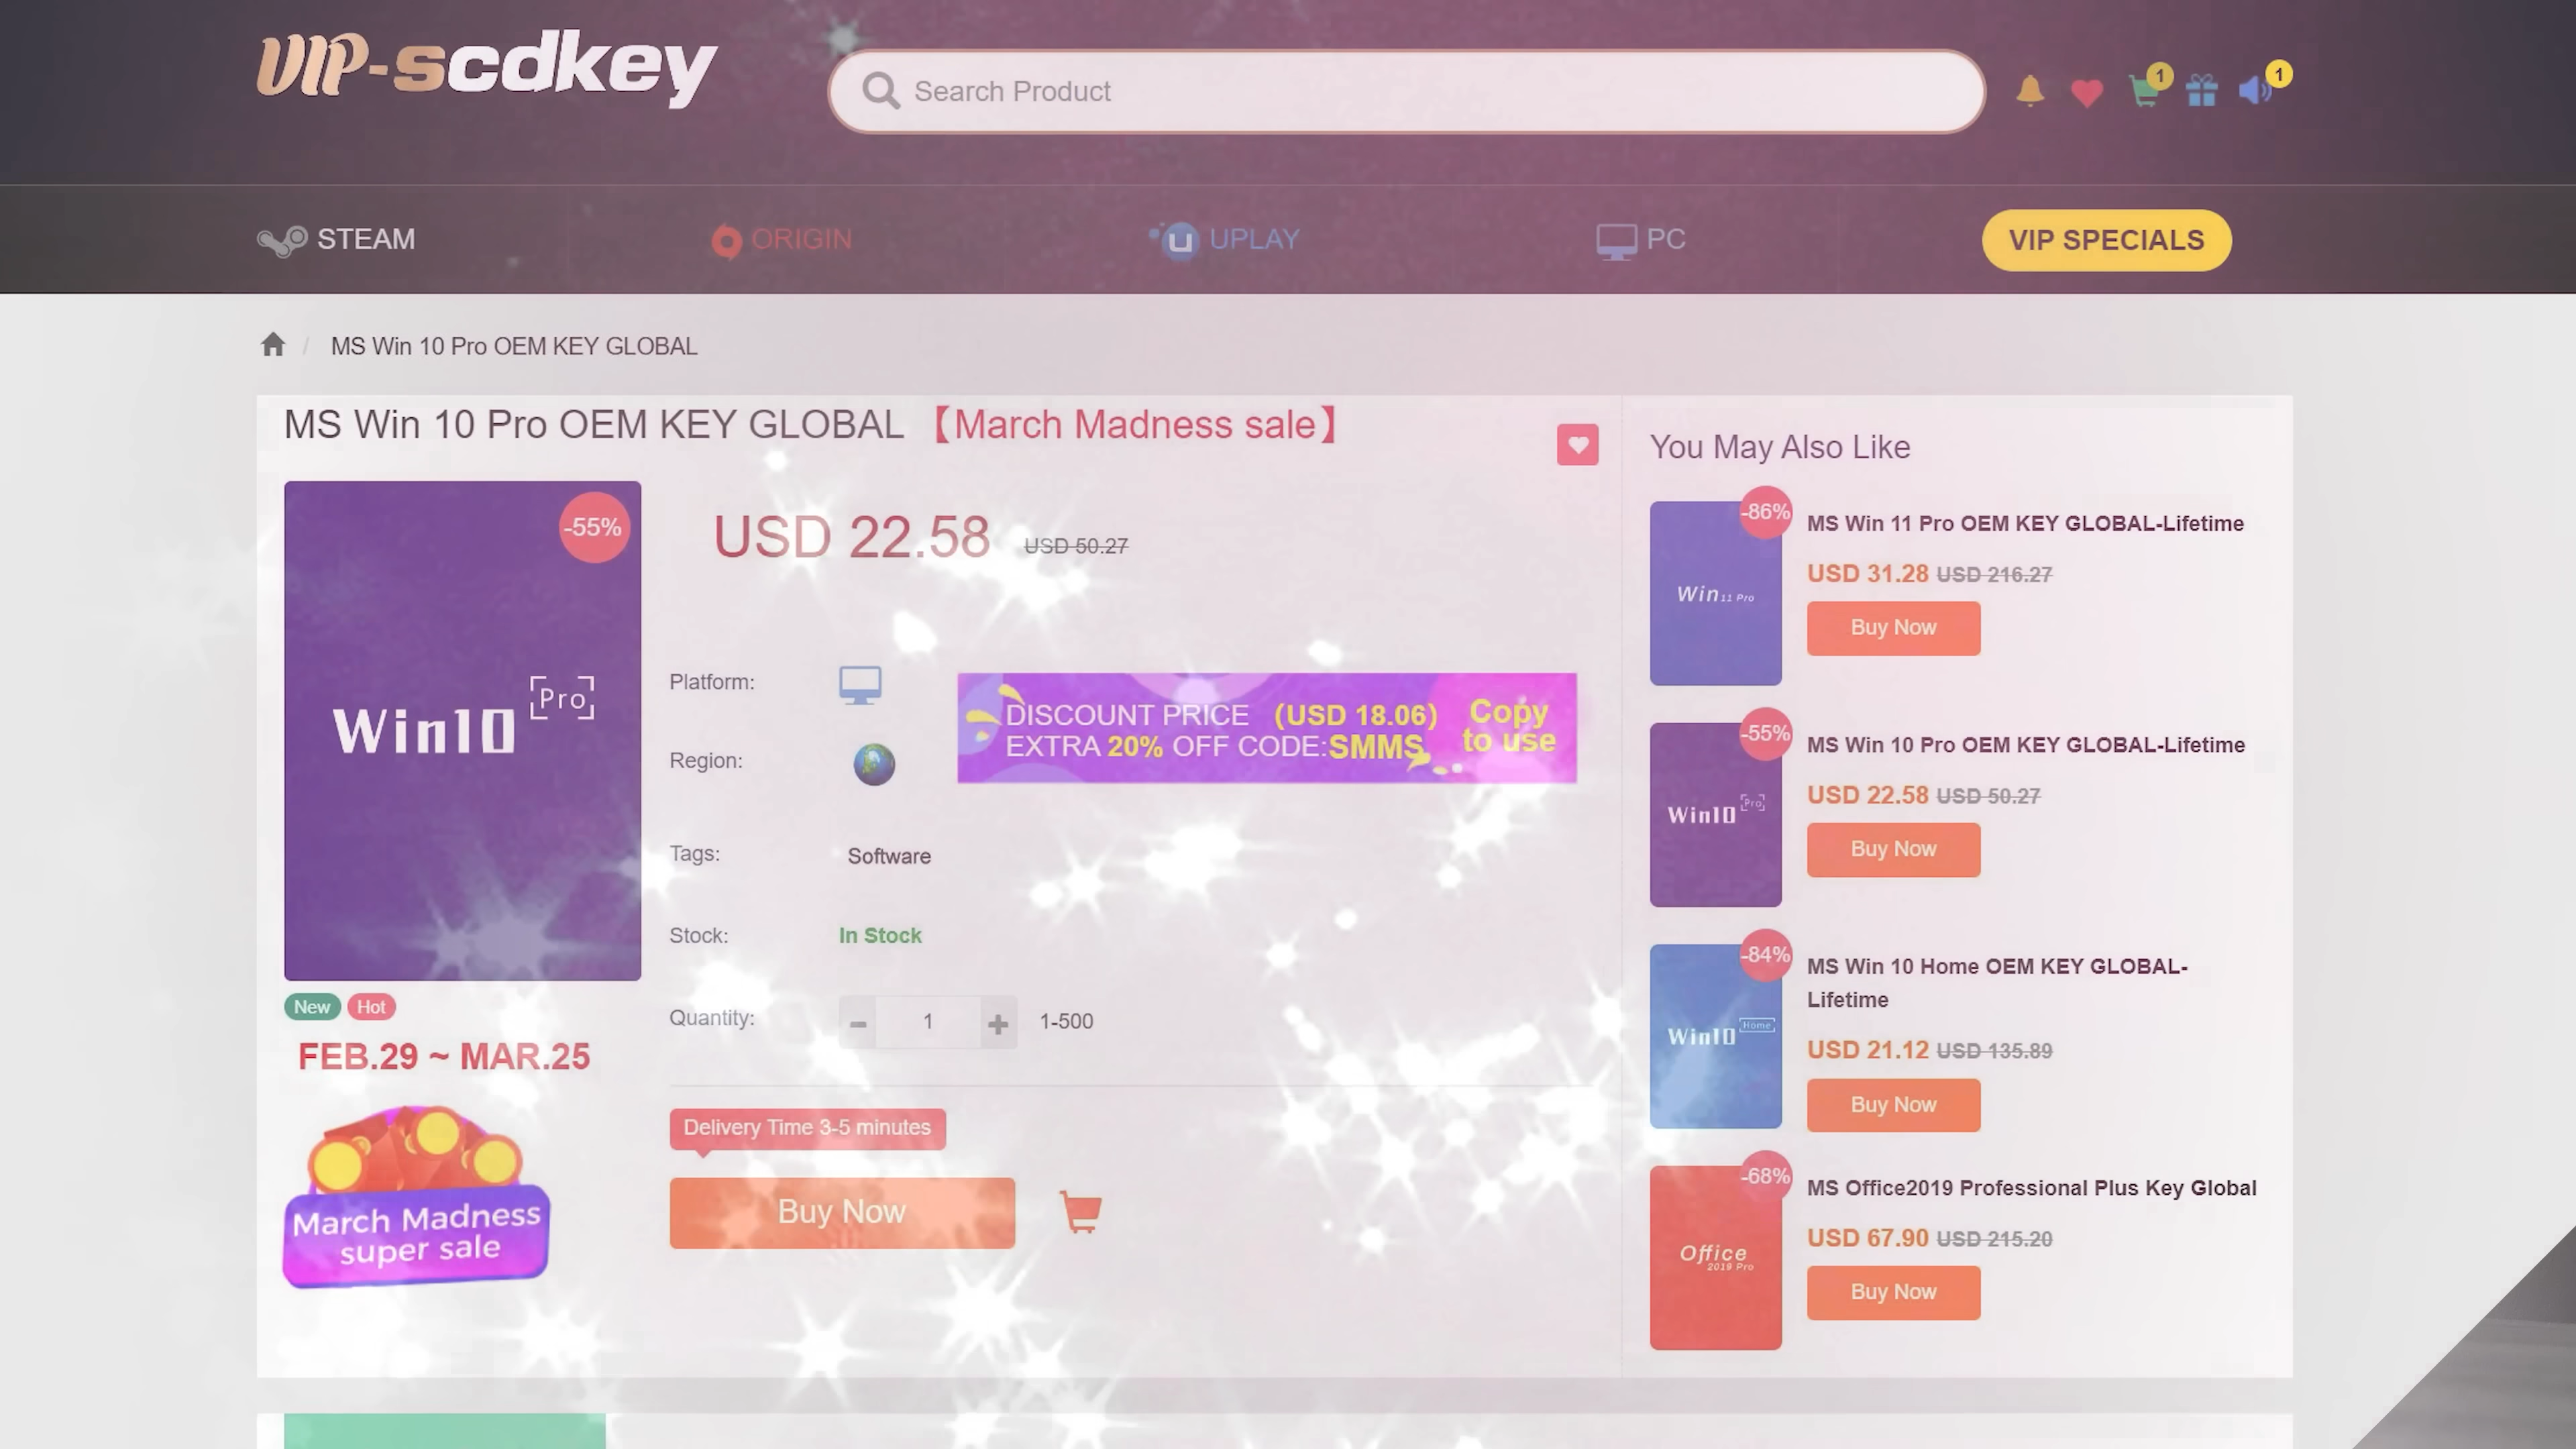 VIP-scdkey
Search Product
1
1
STEAM
ORIGIN
UPLAY
PC
VIP SPECIALS
/ MS Win 10 Pro OEM KEY GLOBAL
MS Win 10 Pro OEM KEY GLOBAL 【March Madness sale】
-55%
Win10 [Pro]
New
Hot
FEB.29 ~ MAR.25
March Madness
super sale
USD 22.58 USD 50.27
Platform:
DISCOUNT PRICE (USD 18.06)
EXTRA 20% OFF CODE:SMMS
Copy
to use
Region:
Tags: Software
Stock: In Stock
Quantity: − 1 + 1-500
Delivery Time 3-5 minutes
Buy Now
You May Also Like
-86%
Win 11 Pro
MS Win 11 Pro OEM KEY GLOBAL-Lifetime
USD 31.28 USD 216.27
Buy Now
-55%
Win10 [Pro]
MS Win 10 Pro OEM KEY GLOBAL-Lifetime
USD 22.58 USD 50.27
Buy Now
-84%
Win10 Home
MS Win 10 Home OEM KEY GLOBAL-
Lifetime
USD 21.12 USD 135.89
Buy Now
-68%
Office
2019 Pro
MS Office2019 Professional Plus Key Global
USD 67.90 USD 215.20
Buy Now